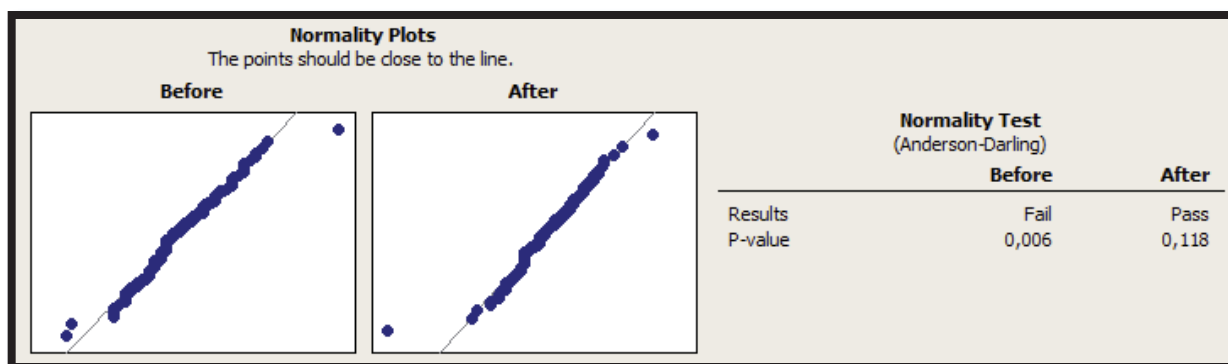 Normality Plots
The points should be close to the line.
Before After
Normality Test
(Anderson-Darling)
Before After
Results Fail Pass
P-value 0,006 0,118